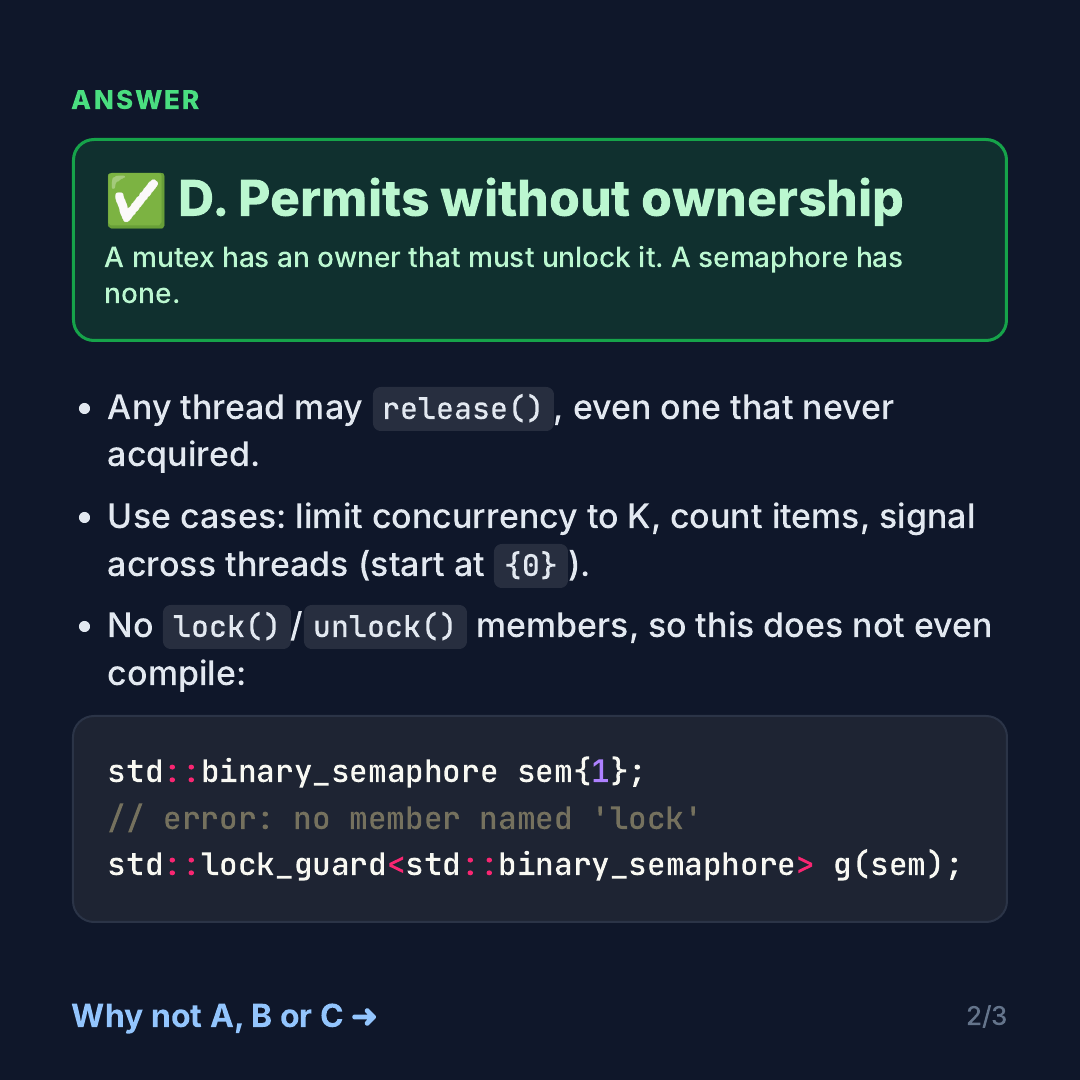 ANSWER
✅ D. Permits without ownership
A mutex has an owner that must unlock it. A semaphore has
none.
• Any thread may release(), even one that never
acquired.
• Use cases: limit concurrency to K, count items, signal
across threads (start at {0}).
• No lock()/unlock() members, so this does not even
compile:
std::binary_semaphore sem{1};
// error: no member named 'lock'
std::lock_guard<std::binary_semaphore> g(sem);
Why not A, B or C ➜
2/3